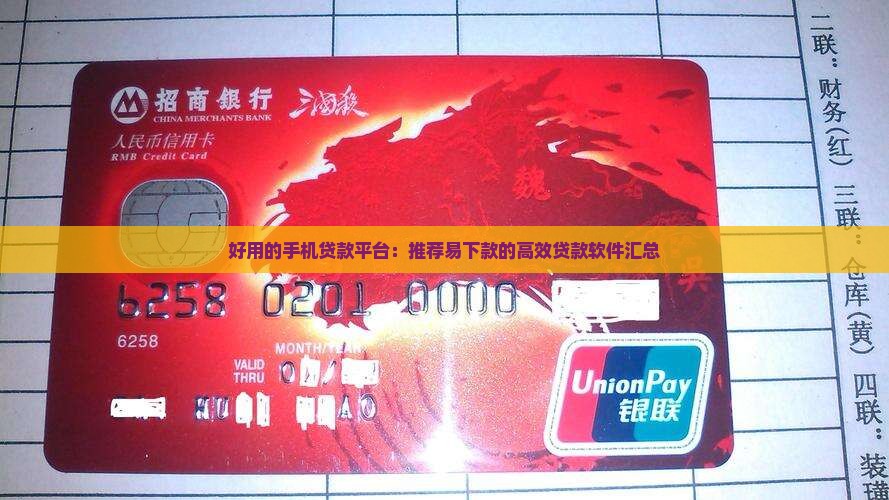 招商银行
CHINA MERCHANTS BANK
三国杀
人民币信用卡
RMB Credit Card
魏
吴
好用的手机贷款平台：推荐易下款的高效贷款软件汇总
6258 0201 0000
6258
MONTH/YEAR
VALID
THRU
UnionPay
银联
二联：财务(红) 三联：仓库(黄) 四联：装璜